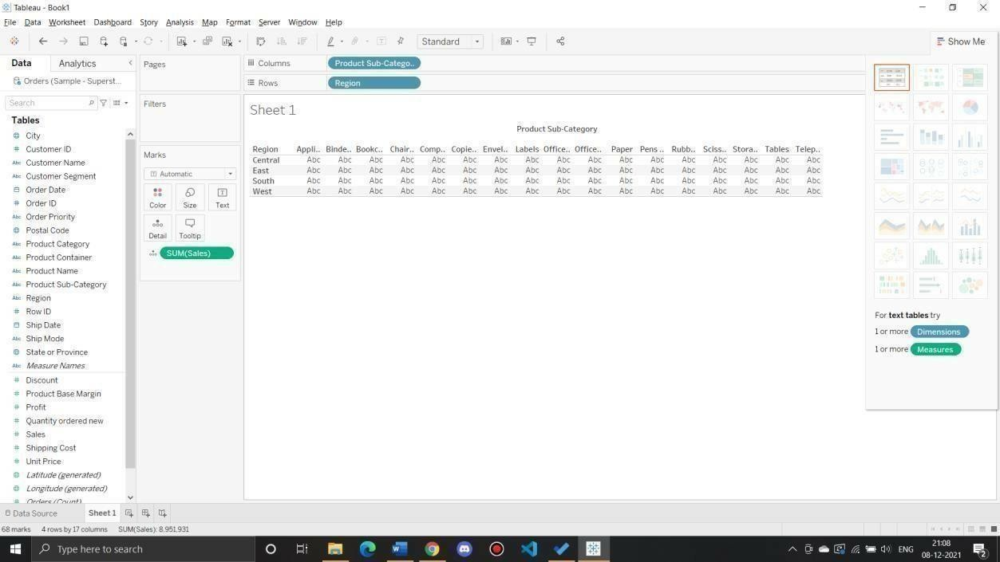 Tableau - Book1
File Data Worksheet Dashboard Story Analysis Map Format Server Window Help
Standard
Show Me
Data Analytics
Orders (Sample - Superst...
Search
Tables
City
Customer ID
Abc Customer Name
Abc Customer Segment
Order Date
Order ID
Abc Order Priority
Postal Code
Abc Product Category
Abc Product Container
Abc Product Name
Abc Product Sub-Category
Abc Region
Row ID
Ship Date
Abc Ship Mode
State or Province
Abc Measure Names
Discount
Product Base Margin
Profit
Quantity ordered new
Sales
Shipping Cost
Unit Price
Latitude (generated)
Longitude (generated)
Orders (Count)
Pages
Filters
Marks
Automatic
Color Size Text
Detail Tooltip
SUM(Sales)
Columns Product Sub-Catego..
Rows Region
Sheet 1
Product Sub-Category
Region Appli.. Binde.. Bookc.. Chair.. Comp.. Copie.. Envel.. Labels Office.. Office.. Paper Pens .. Rubb.. Sciss.. Stora.. Tables Telep..
Central Abc Abc Abc Abc Abc Abc Abc Abc Abc Abc Abc Abc Abc Abc Abc Abc Abc
East Abc Abc Abc Abc Abc Abc Abc Abc Abc Abc Abc Abc Abc Abc Abc Abc Abc
South Abc Abc Abc Abc Abc Abc Abc Abc Abc Abc Abc Abc Abc Abc Abc Abc Abc
West Abc Abc Abc Abc Abc Abc Abc Abc Abc Abc Abc Abc Abc Abc Abc Abc Abc
For text tables try
1 or more Dimensions
1 or more Measures
Data Source Sheet 1
68 marks 4 rows by 17 columns SUM(Sales): 8,951,931
Type here to search
ENG
21:08
08-12-2021
2